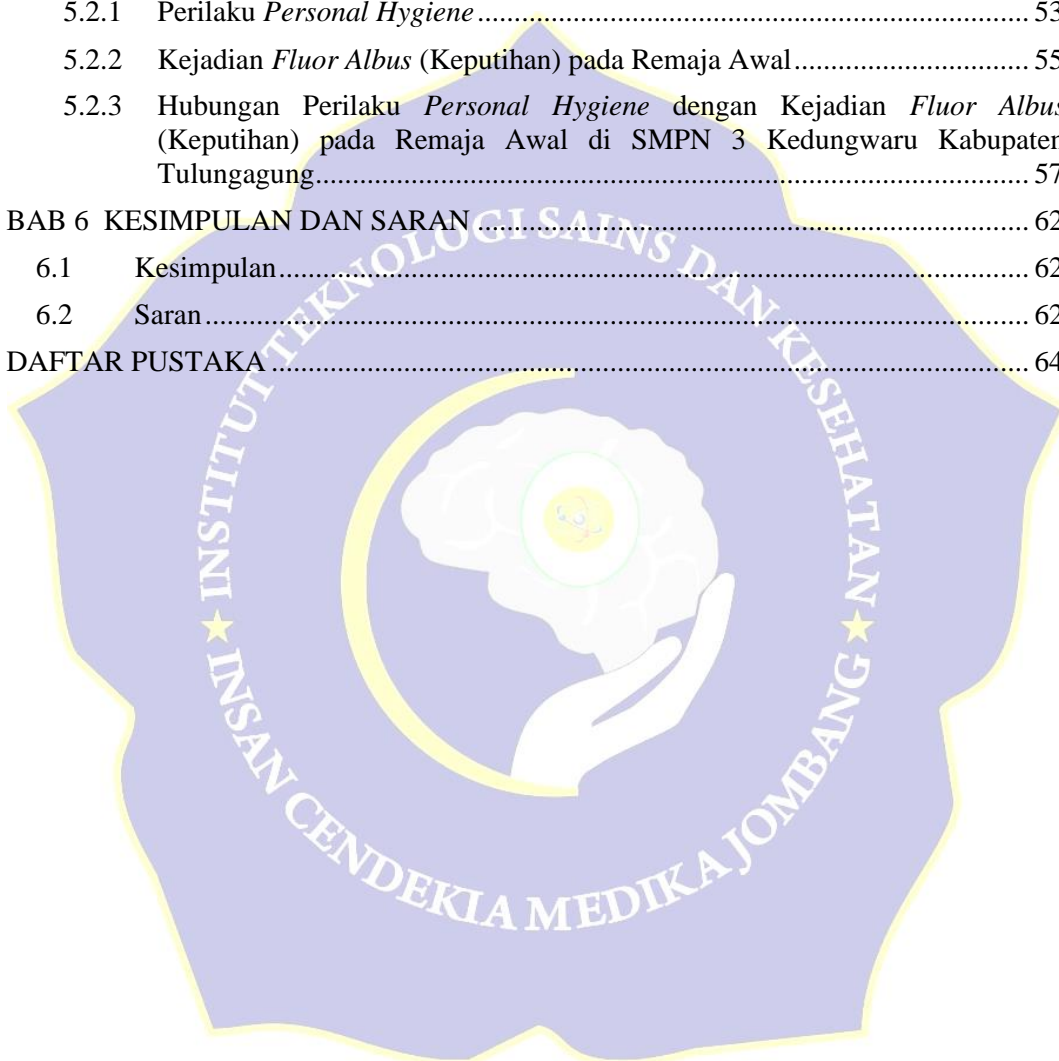 5.2.1 Perilaku Personal Hygiene.......... 53
5.2.2 Kejadian Fluor Albus (Keputihan) pada Remaja Awal.......... 55
5.2.3 Hubungan Perilaku Personal Hygiene dengan Kejadian Fluor Albus
(Keputihan) pada Remaja Awal di SMPN 3 Kedungwaru Kabupaten
Tulungagung.......... 57
BAB 6 KESIMPULAN DAN SARAN .......... 62
6.1 Kesimpulan.......... 62
6.2 Saran.......... 62
DAFTAR PUSTAKA .......... 64
INSTITUT TEKNOLOGI SAINS DAN KESEHATAN
INSAN CENDEKIA MEDIKA JOMBANG